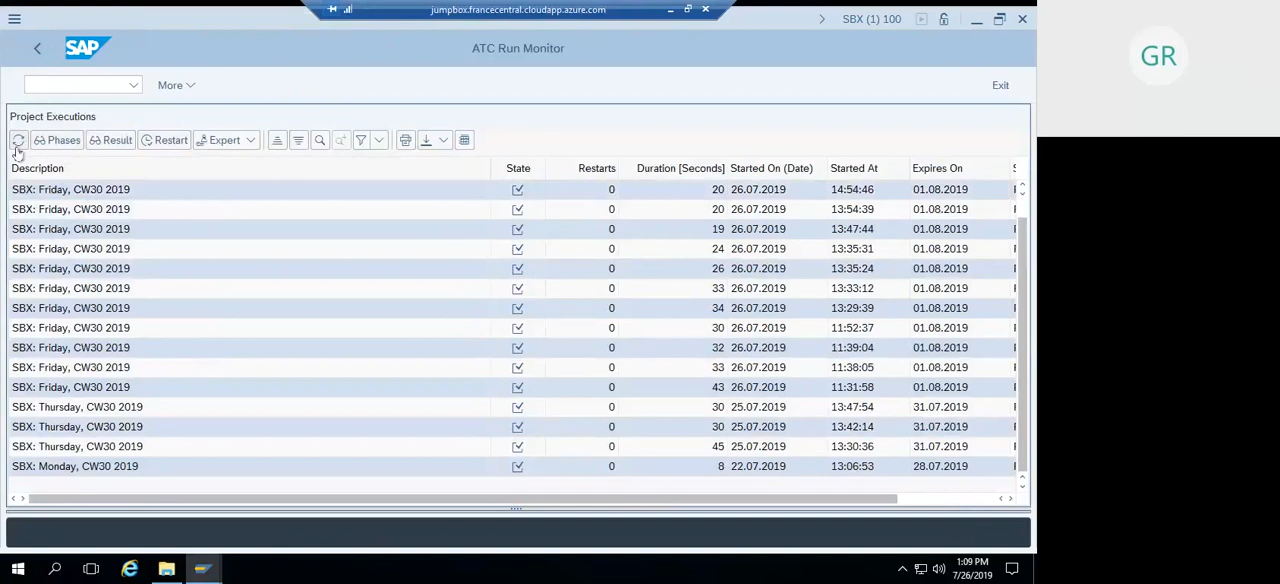 jumpbox.francecentral.cloudapp.azure.com
SBX (1) 100
SAP
ATC Run Monitor
More
Exit
Project Executions
Phases Result Restart Expert
Description State Restarts Duration [Seconds] Started On (Date) Started At Expires On
SBX: Friday, CW30 2019 0 20 26.07.2019 14:54:46 01.08.2019
SBX: Friday, CW30 2019 0 20 26.07.2019 13:54:39 01.08.2019
SBX: Friday, CW30 2019 0 19 26.07.2019 13:47:44 01.08.2019
SBX: Friday, CW30 2019 0 24 26.07.2019 13:35:31 01.08.2019
SBX: Friday, CW30 2019 0 26 26.07.2019 13:35:24 01.08.2019
SBX: Friday, CW30 2019 0 33 26.07.2019 13:33:12 01.08.2019
SBX: Friday, CW30 2019 0 34 26.07.2019 13:29:39 01.08.2019
SBX: Friday, CW30 2019 0 30 26.07.2019 11:52:37 01.08.2019
SBX: Friday, CW30 2019 0 32 26.07.2019 11:39:04 01.08.2019
SBX: Friday, CW30 2019 0 33 26.07.2019 11:38:05 01.08.2019
SBX: Friday, CW30 2019 0 43 26.07.2019 11:31:58 01.08.2019
SBX: Thursday, CW30 2019 0 30 25.07.2019 13:47:54 31.07.2019
SBX: Thursday, CW30 2019 0 30 25.07.2019 13:42:14 31.07.2019
SBX: Thursday, CW30 2019 0 45 25.07.2019 13:30:36 31.07.2019
SBX: Monday, CW30 2019 0 8 22.07.2019 13:06:53 28.07.2019
1:09 PM
7/26/2019
GR